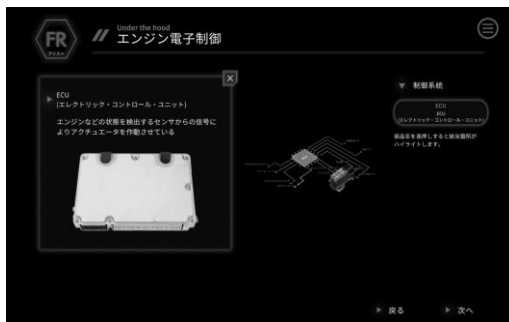 FR
Under the hood
エンジン電子制御
ECU
(エレクトリック・コントロール・ユニット)
エンジンなどの状態を検出するセンサからの信号に
よりアクチュエータを作動させている
制御系統
ECU
ECU
(エレクトリック・コントロール・ユニット)
部品名を長押しすると該当箇所が
ハイライトします。
戻る
次へ